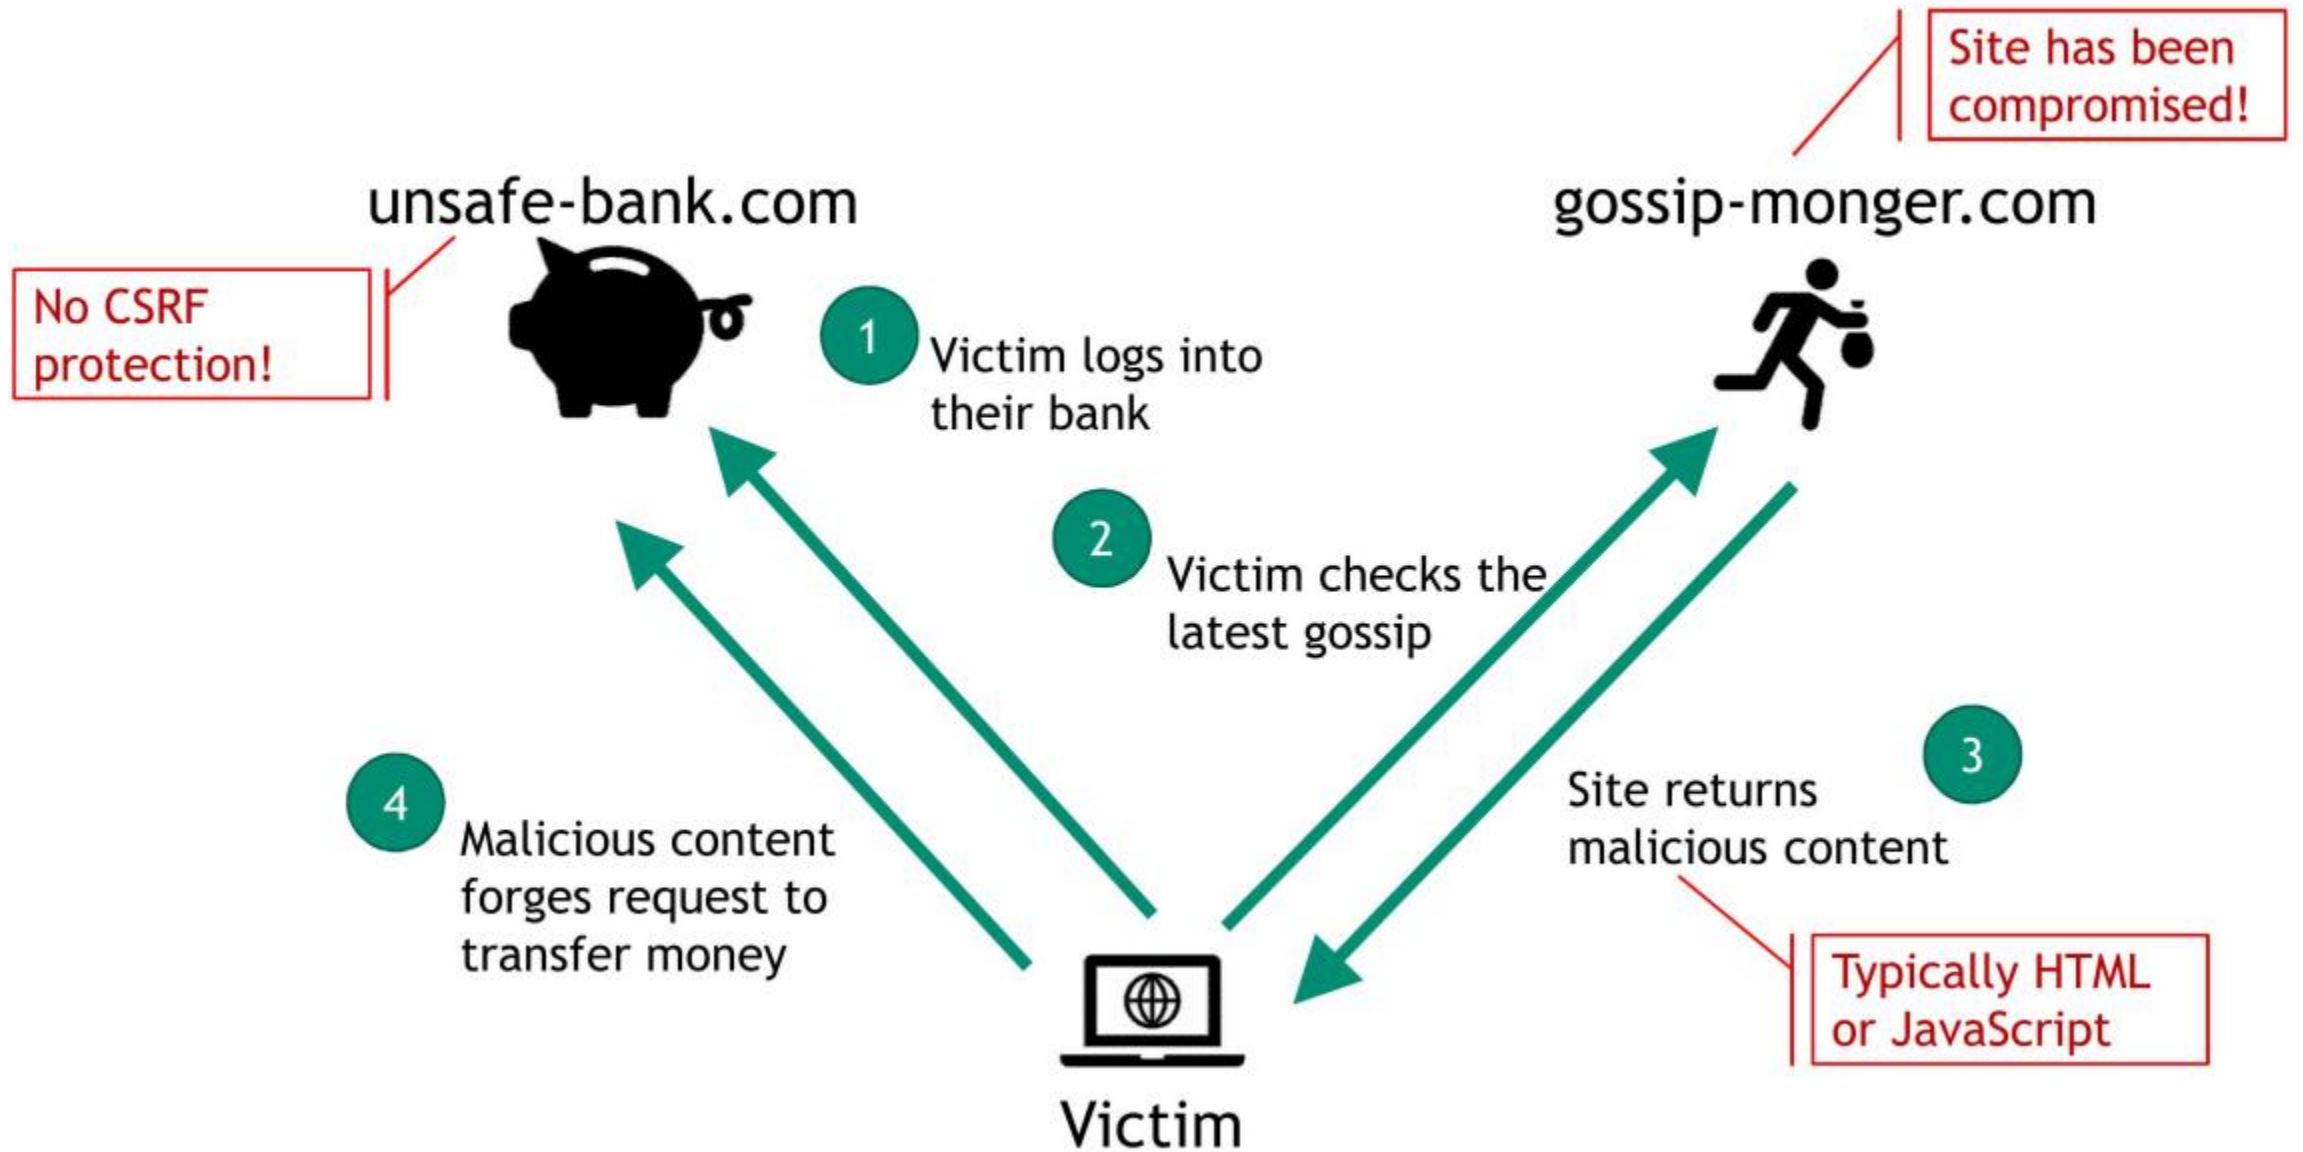 Site has been
compromised!
unsafe-bank.com
gossip-monger.com
No CSRF
protection!
1
Victim logs into
their bank
2
Victim checks the
latest gossip
3
Site returns
malicious content
4
Malicious content
forges request to
transfer money
Typically HTML
or JavaScript
Victim